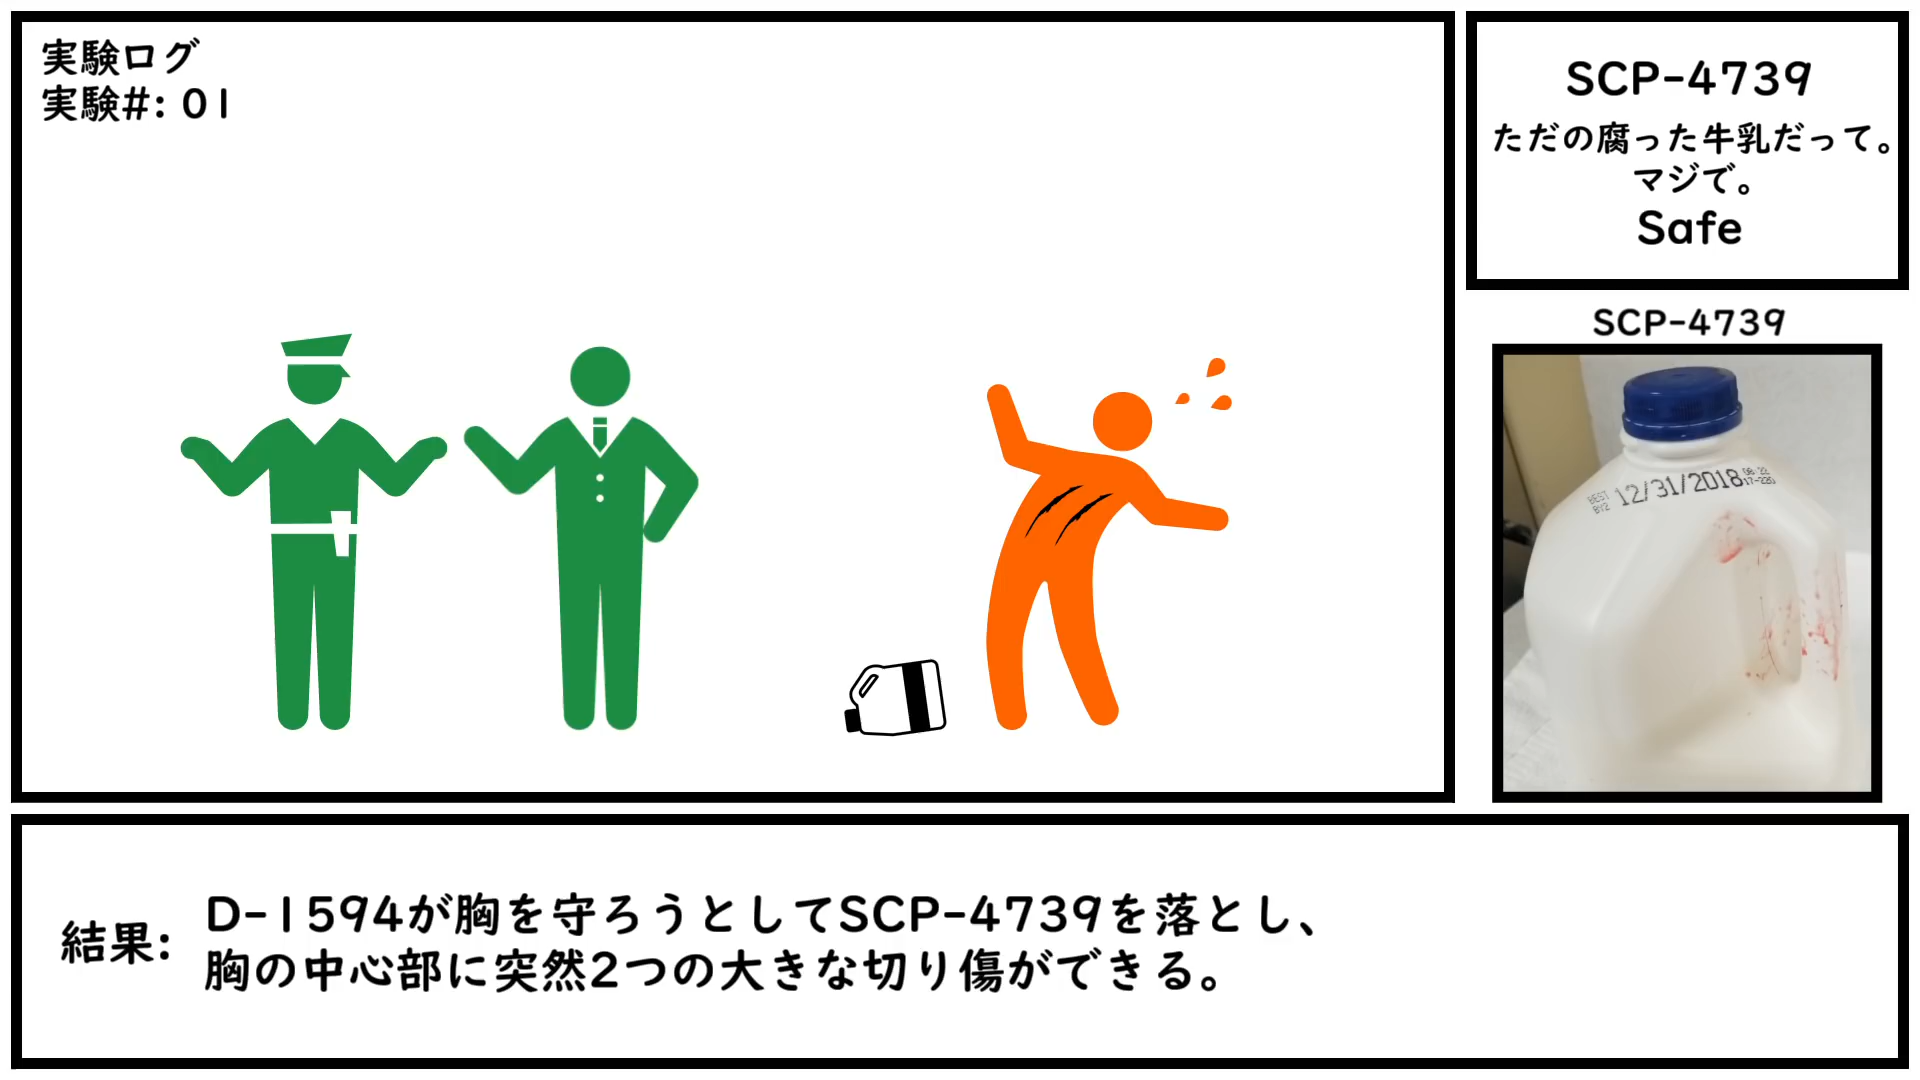 実験ログ
実験#: 01
SCP-4739
ただの腐った牛乳だって。
マジで。
Safe
SCP-4739
BEST
BY2
12/31/2018
結果:
D-1594が胸を守ろうとしてSCP-4739を落とし、
胸の中心部に突然2つの大きな切り傷ができる。